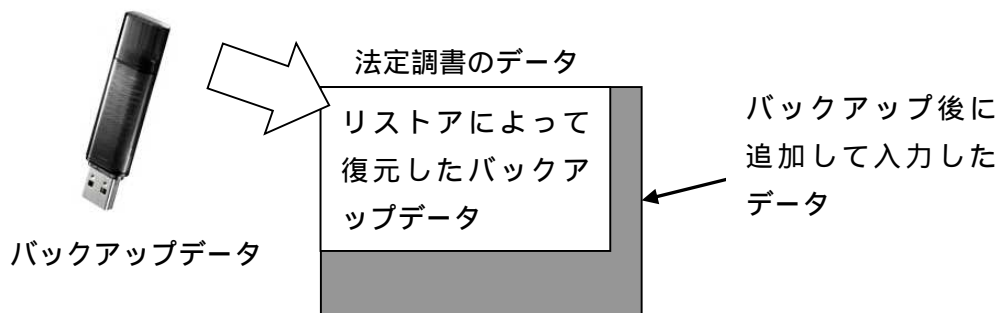 法定調書のデータ
リストアによって
復元したバックア
ップデータ
バックアップ後に
追加して入力した
データ
バックアップデータ